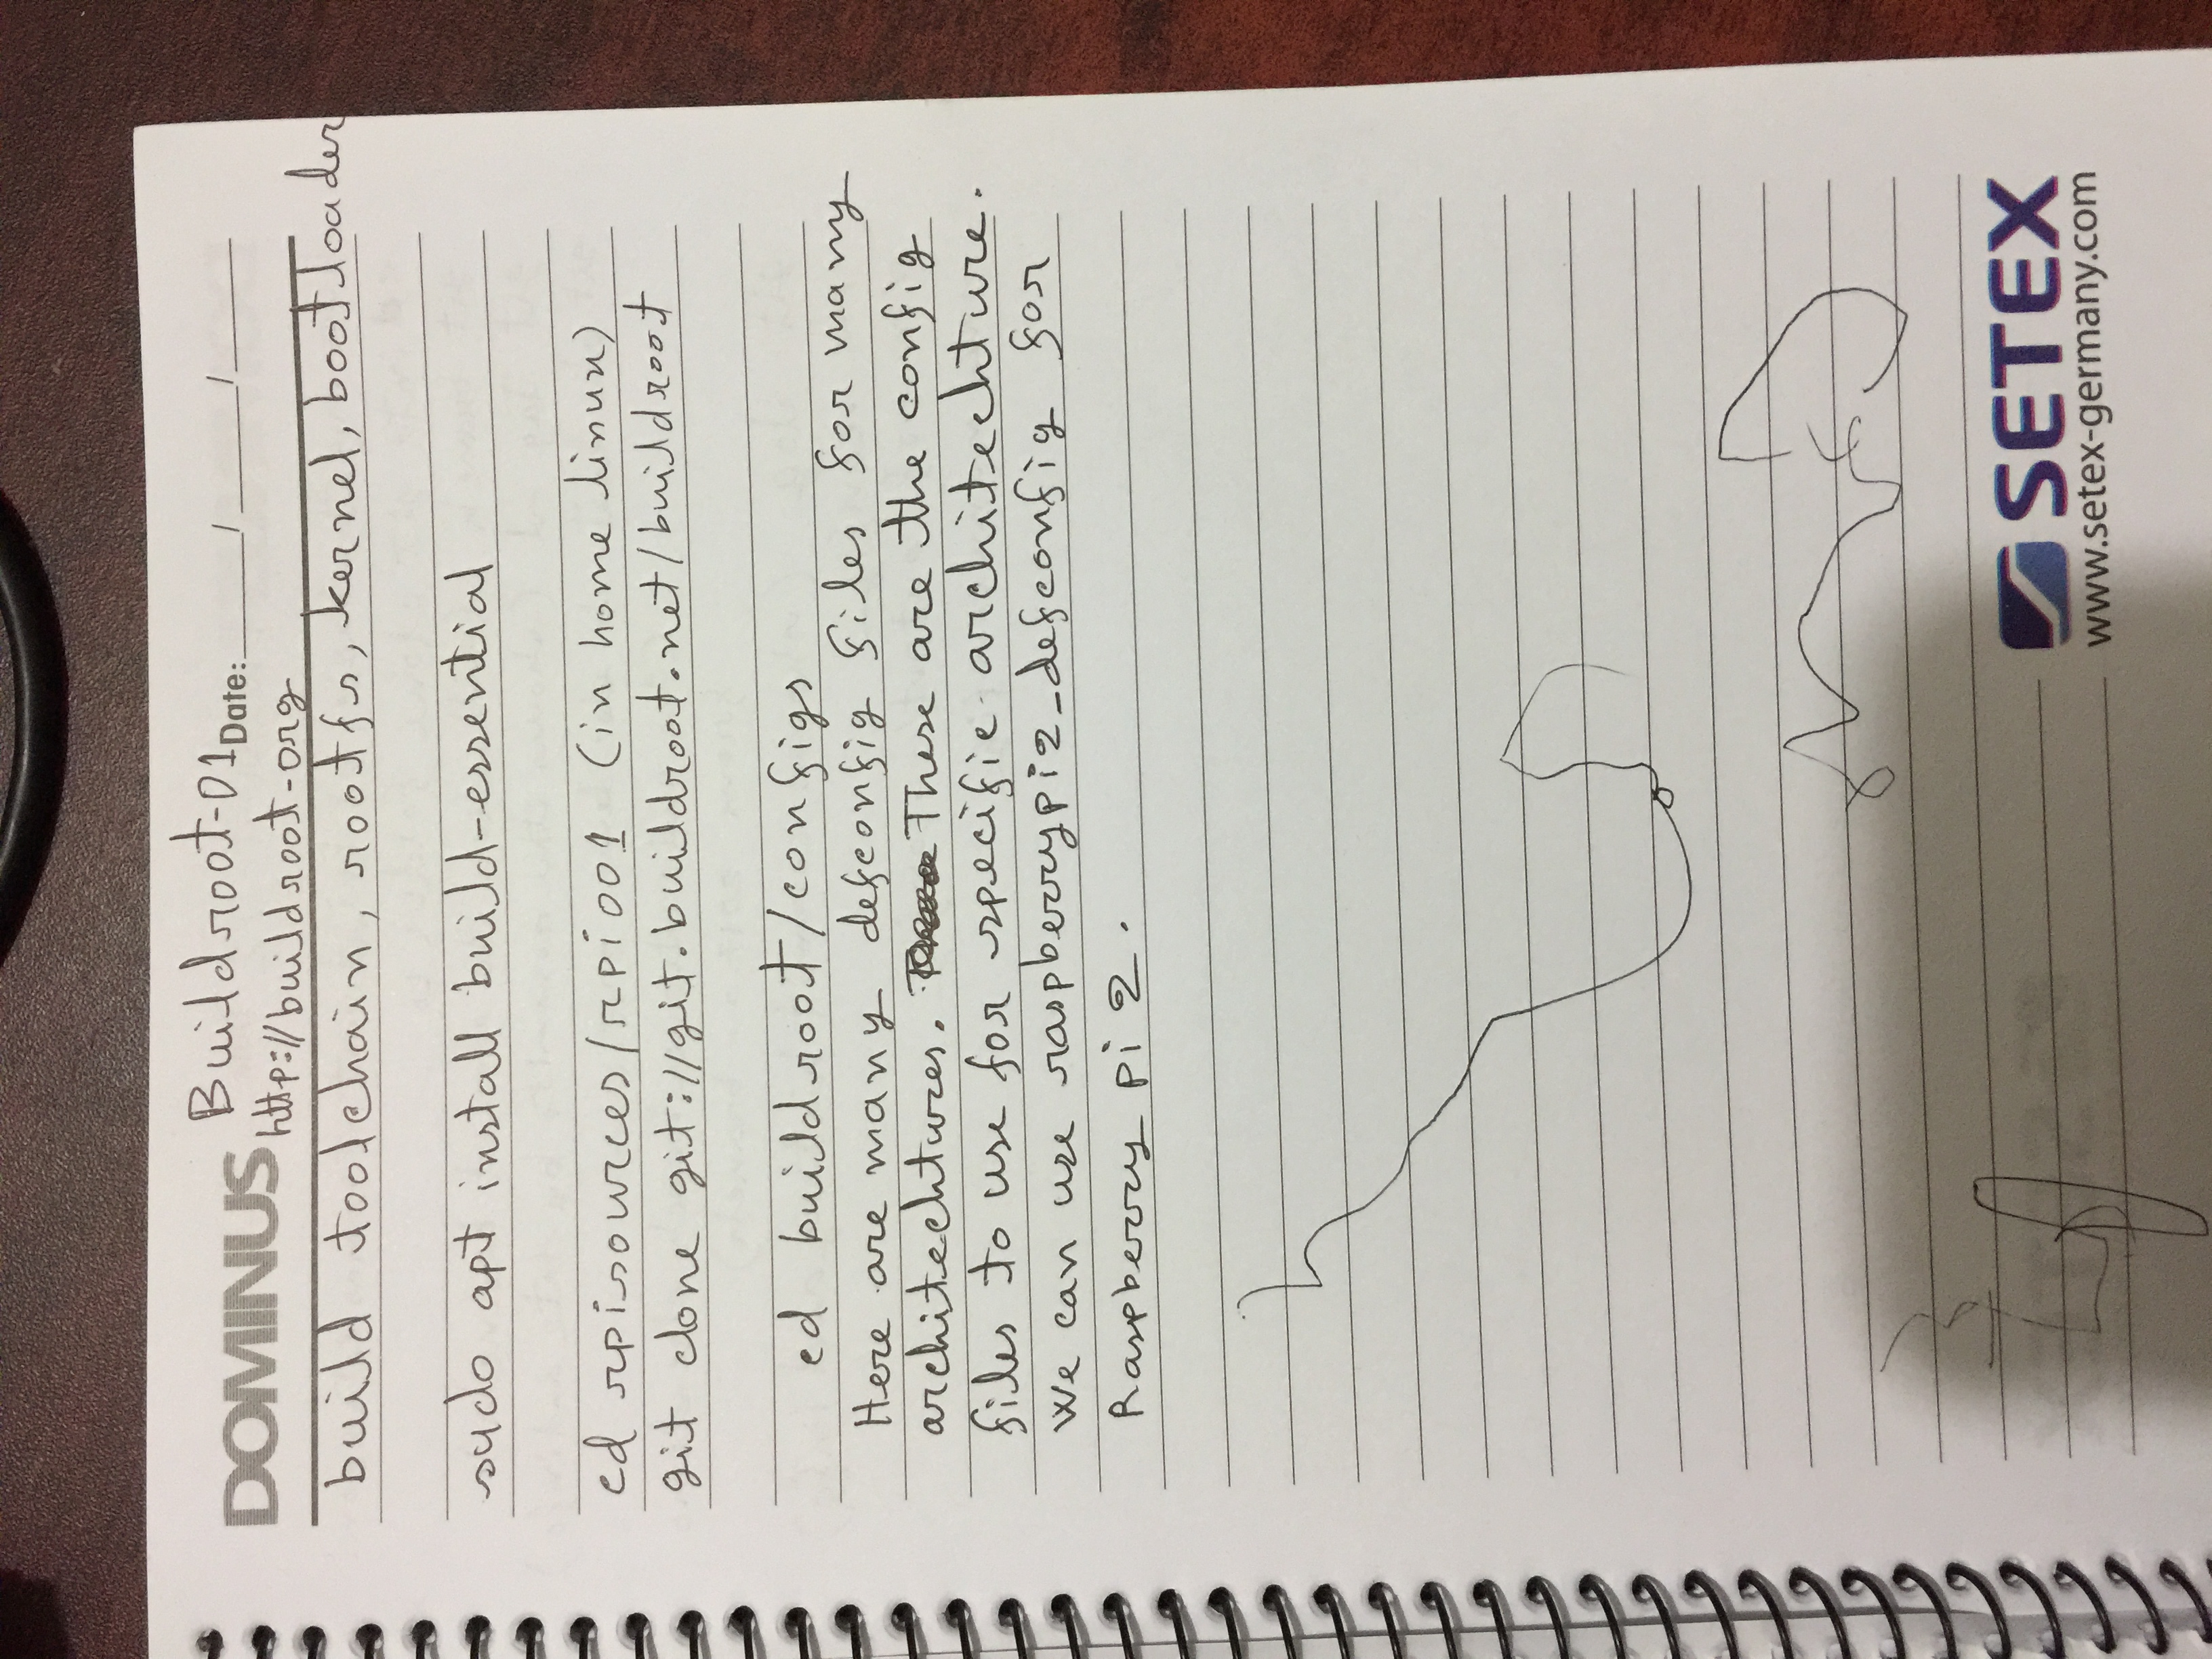 DOMINUS Buildroot-01 Date: ____/____/____
http://buildroot-org
build toolchain, rootfs, kernel, bootloader
sudo apt install build-essential
cd rpisources/rpi001 (in home linux)
git clone git://git.buildroot.net/buildroot
cd buildroot/configs
Here are many defconfig files for many
architechtures. These are the config
files to use for specific architechture.
We can use raspberrypi2_defconfig for
Raspberry pi 2.
SETEX
www.setex-germany.com